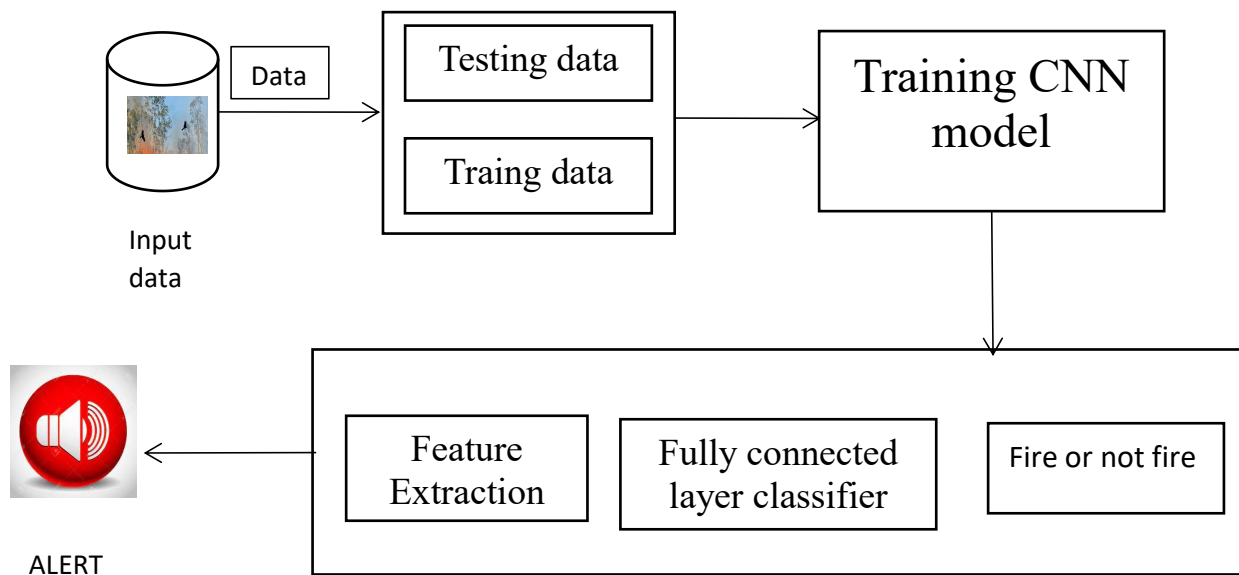 Data
Testing data
Traing data
Training CNN
model
Input
data
Feature
Extraction
Fully connected
layer classifier
Fire or not fire
ALERT